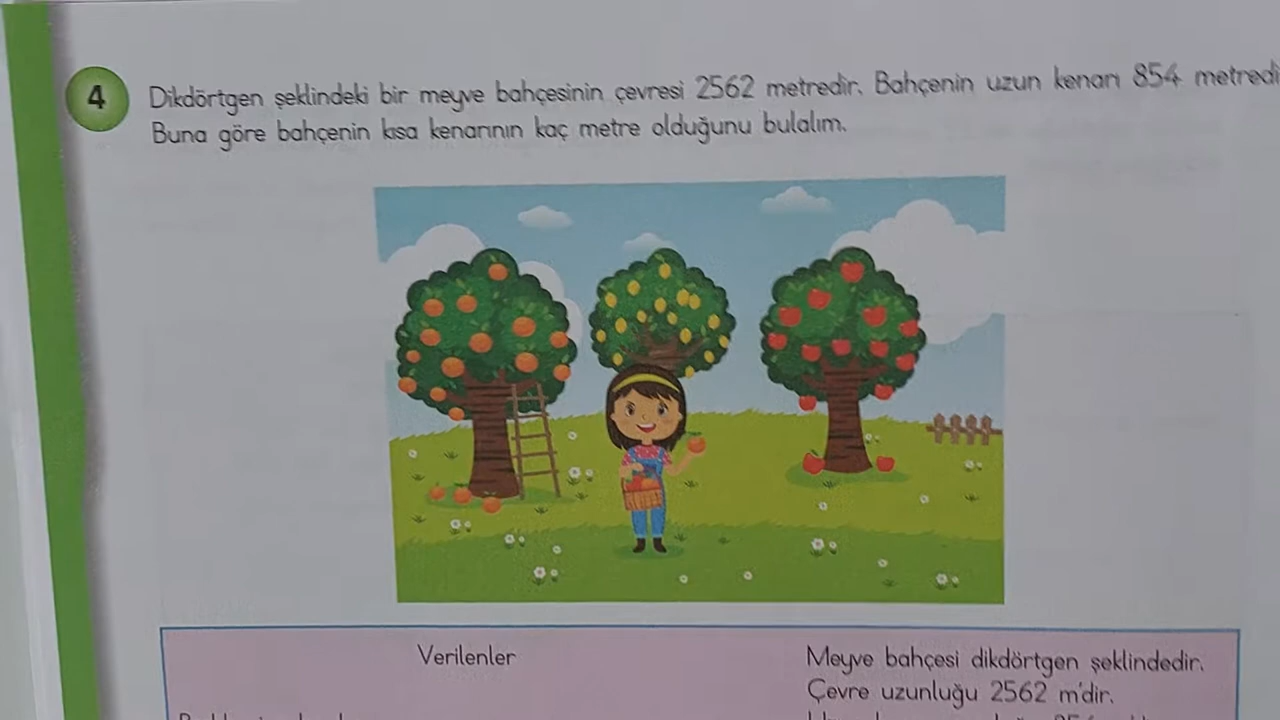 4
Dikdörtgen şeklindeki bir meyve bahçesinin çevresi 2562 metredir. Bahçenin uzun kenarı 854 metredi
Buna göre bahçenin kısa kenarının kaç metre olduğunu bulalım.
Verilenler
Meyve bahçesi dikdörtgen şeklindedir.
Çevre uzunluğu 2562 m'dir.